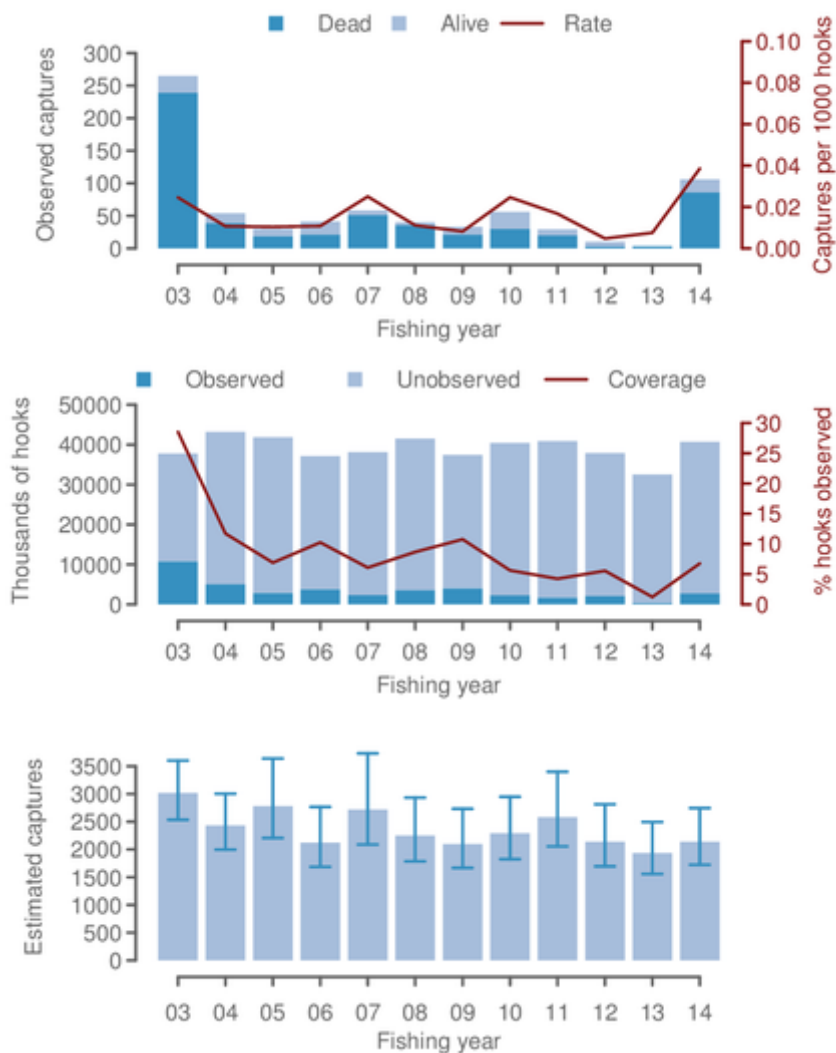 Dead Alive Rate
300
250
200
150
100
50
0
Observed captures
0.10
0.08
0.06
0.04
0.02
0.00
Captures per 1000 hooks
03 04 05 06 07 08 09 10 11 12 13 14
Fishing year
Observed Unobserved Coverage
50000
40000
30000
20000
10000
0
Thousands of hooks
30
25
20
15
10
5
0
% hooks observed
03 04 05 06 07 08 09 10 11 12 13 14
Fishing year
3500
3000
2500
2000
1500
1000
500
0
Estimated captures
03 04 05 06 07 08 09 10 11 12 13 14
Fishing year